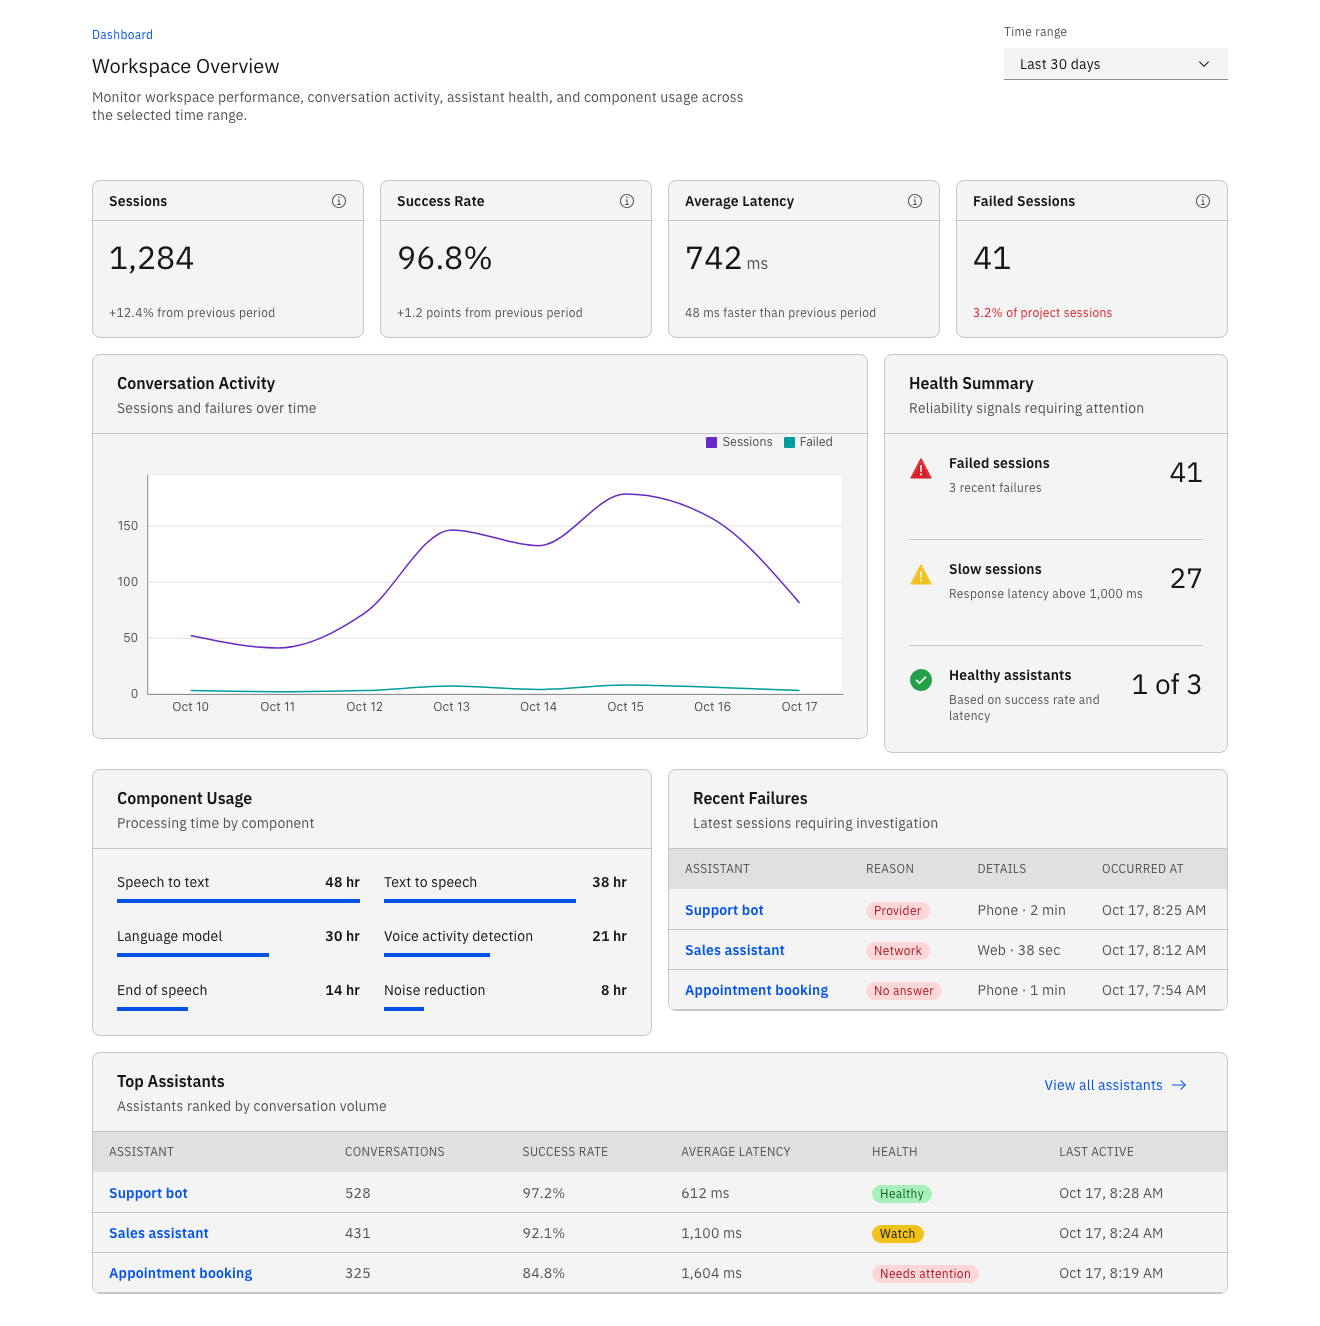 Dashboard
Workspace Overview
Monitor workspace performance, conversation activity, assistant health, and component usage across
the selected time range.
Time range
Last 30 days
Sessions
1,284
+12.4% from previous period
Success Rate
96.8%
+1.2 points from previous period
Average Latency
742 ms
48 ms faster than previous period
Failed Sessions
41
3.2% of project sessions
Conversation Activity
Sessions and failures over time
Sessions Failed
150
100
50
0
Oct 10 Oct 11 Oct 12 Oct 13 Oct 14 Oct 15 Oct 16 Oct 17
Health Summary
Reliability signals requiring attention
Failed sessions
3 recent failures
41
Slow sessions
Response latency above 1,000 ms
27
Healthy assistants
Based on success rate and
latency
1 of 3
Component Usage
Processing time by component
Speech to text 48 hr
Text to speech 38 hr
Language model 30 hr
Voice activity detection 21 hr
End of speech 14 hr
Noise reduction 8 hr
Recent Failures
Latest sessions requiring investigation
ASSISTANT REASON DETAILS OCCURRED AT
Support bot Provider Phone · 2 min Oct 17, 8:25 AM
Sales assistant Network Web · 38 sec Oct 17, 8:12 AM
Appointment booking No answer Phone · 1 min Oct 17, 7:54 AM
Top Assistants
Assistants ranked by conversation volume
View all assistants →
ASSISTANT CONVERSATIONS SUCCESS RATE AVERAGE LATENCY HEALTH LAST ACTIVE
Support bot 528 97.2% 612 ms Healthy Oct 17, 8:28 AM
Sales assistant 431 92.1% 1,100 ms Watch Oct 17, 8:24 AM
Appointment booking 325 84.8% 1,604 ms Needs attention Oct 17, 8:19 AM